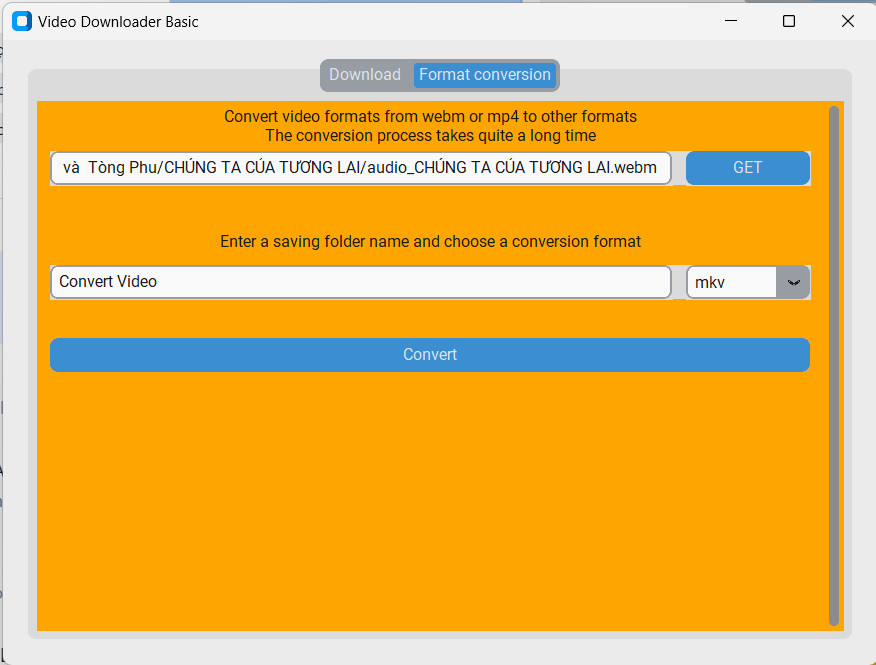 Video Downloader Basic
Download Format conversion
Convert video formats from webm or mp4 to other formats
The conversion process takes quite a long time
và Tòng Phu/CHÚNG TA CỦA TƯƠNG LAI/audio_CHÚNG TA CỦA TƯƠNG LAI.webm GET
Enter a saving folder name and choose a conversion format
Convert Video mkv
Convert